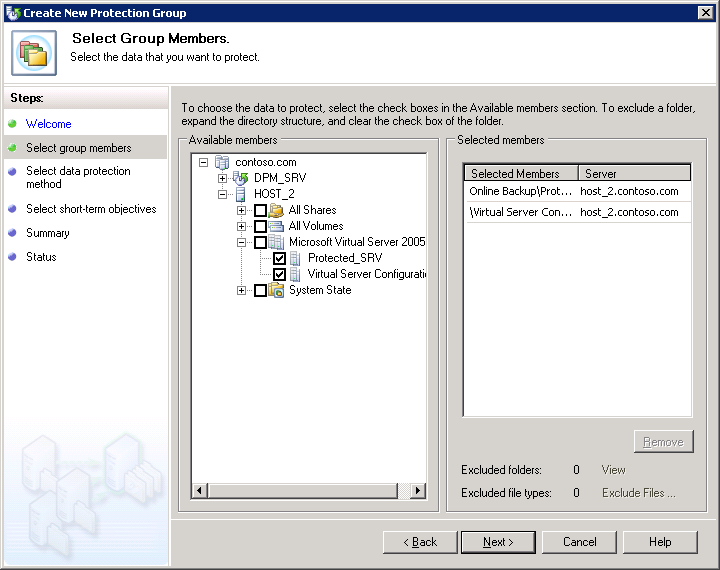 Create New Protection Group
Select Group Members.
Select the data that you want to protect.
Steps:
Welcome
Select group members
Select data protection
method
Select short-term objectives
Summary
Status
To choose the data to protect, select the check boxes in the Available members section. To exclude a folder,
expand the directory structure, and clear the check box of the folder.
Available members
contoso.com
DPM_SRV
HOST_2
All Shares
All Volumes
Microsoft Virtual Server 2005
Protected_SRV
Virtual Server Configurati
System State
Selected members
Selected Members Server
Online Backup\Prot... host_2.contoso.com
\Virtual Server Con... host_2.contoso.com
Remove
Excluded folders: 0 View
Excluded file types: 0 Exclude Files ...
< Back Next > Cancel Help